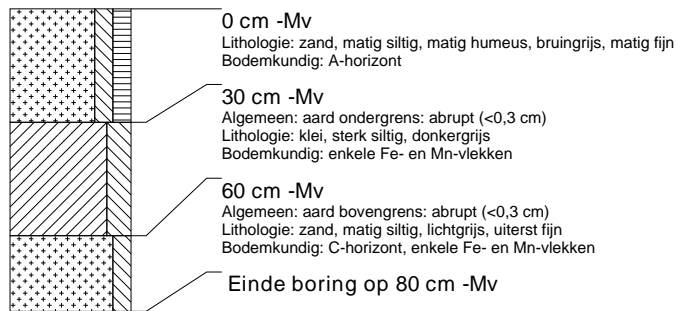 0 cm -Mv
Lithologie: zand, matig siltig, matig humeus, bruingrijs, matig fijn
Bodemkundig: A-horizont
30 cm -Mv
Algemeen: aard ondergrens: abrupt (<0,3 cm)
Lithologie: klei, sterk siltig, donkergrijs
Bodemkundig: enkele Fe- en Mn-vlekken
60 cm -Mv
Algemeen: aard bovengrens: abrupt (<0,3 cm)
Lithologie: zand, matig siltig, lichtgrijs, uiterst fijn
Bodemkundig: C-horizont, enkele Fe- en Mn-vlekken
Einde boring op 80 cm -Mv